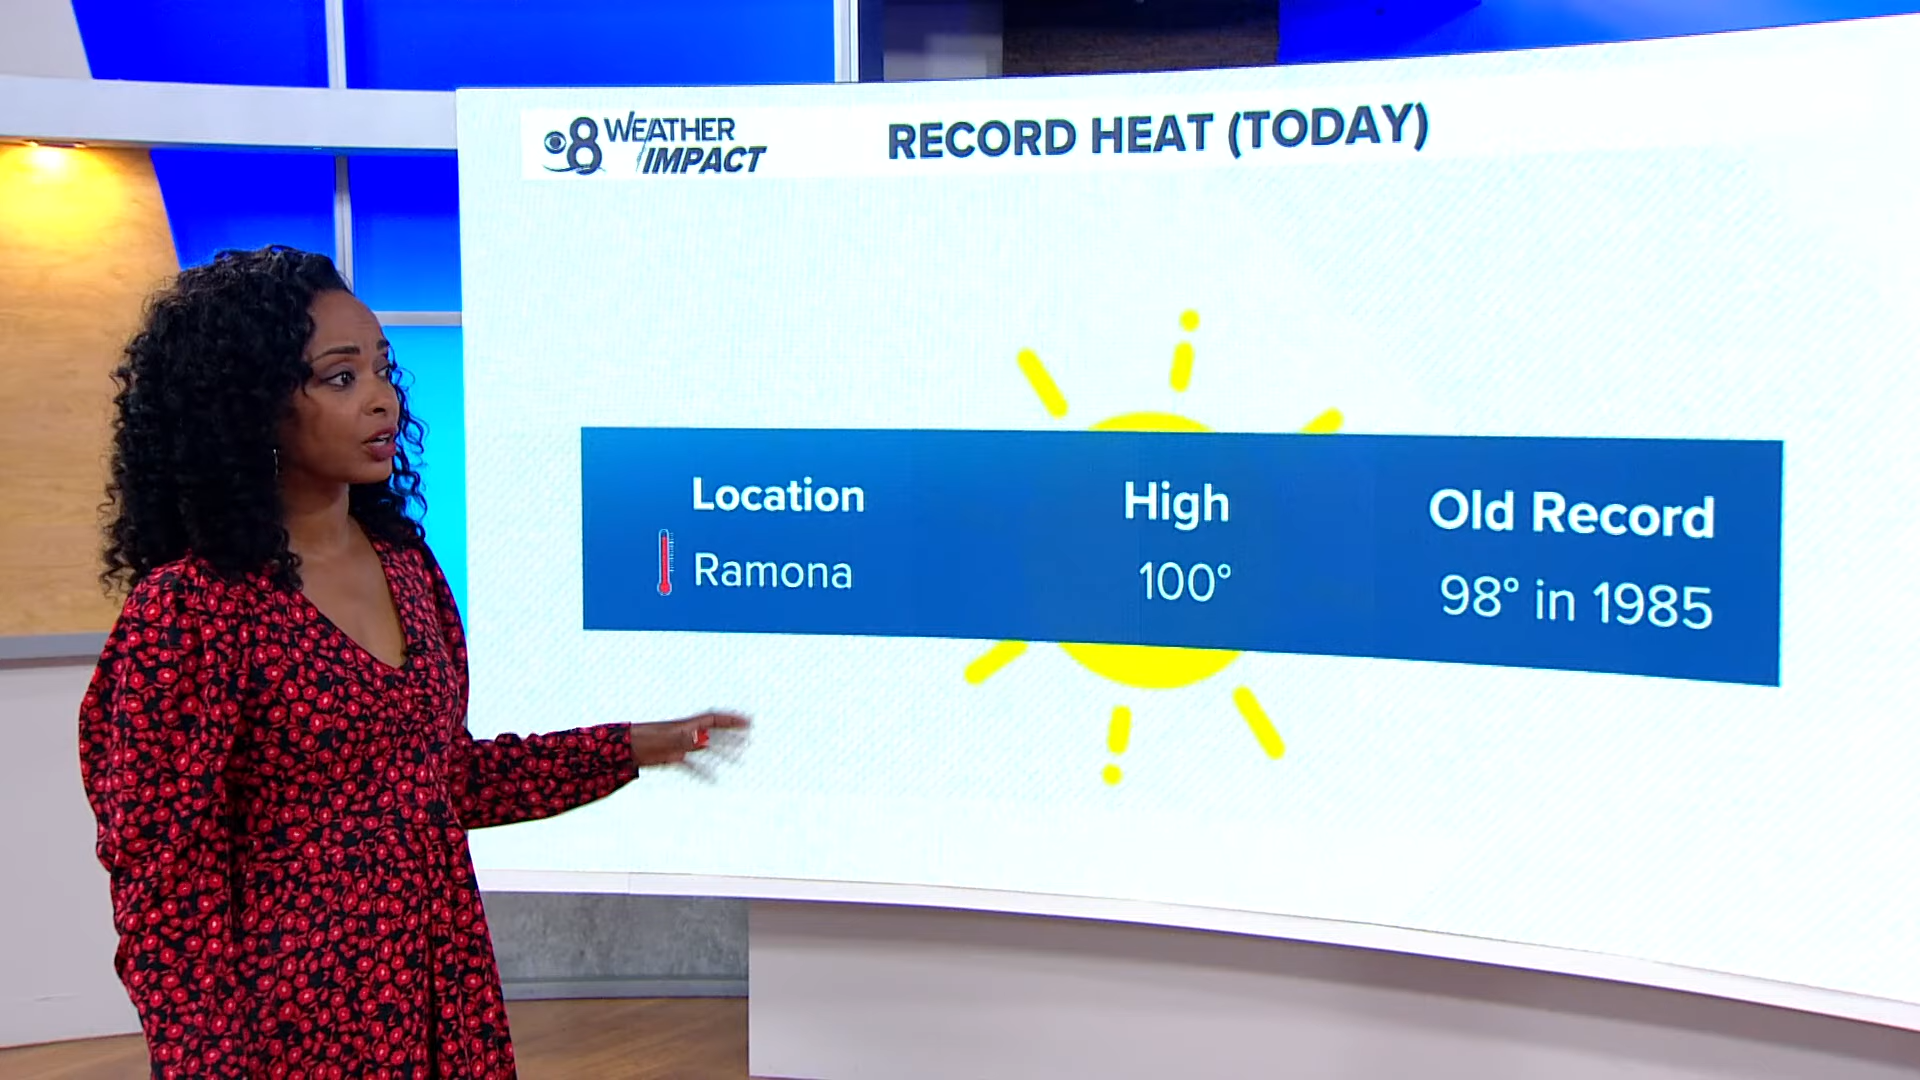 8 WEATHER IMPACT
RECORD HEAT (TODAY)
Location High Old Record
Ramona 100° 98° in 1985